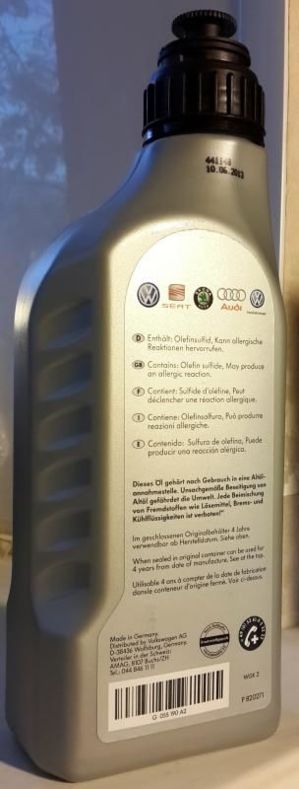 441548
10.06.2013
SEAT
Audi
D Enthält: Olefinsulfid, Kann allergische
Reaktionen hervorrufen.
GB Contains: Olefin sulfide, May produce
an allergic reaction.
F Contient: Sulfide d'oléfine, Peut
déclencher une réaction allergique.
I Contiene: Olefinsolfuro, Può produrre
reazioni allergiche.
E Contenido: Sulfuro de olefina, Puede
producir una reacción alérgica.
Dieses Öl gehört nach Gebrauch in eine Altöl-
annahmestelle. Unsachgemäße Beseitigung von
Altöl gefährdet die Umwelt. Jede Beimischung
von Fremdstoffen wie Lösemittel, Brems- und
Kühlflüssigkeiten ist verboten!"
Im geschlossenen Originalbehälter 4 Jahre
verwendbar ab Herstelldatum. Siehe oben.
When sealed in original container can be used for
4 years from date of manufacture. See at the top.
Utilisable 4 ans à compter de la date de fabrication
dans le conteneur d'origine fermé. Voir ci-dessus.
Made in Germany.
Distributed by Volkswagen AG
D-38436 Wolfsburg, Germany.
Verteiler in der Schweiz:
AMAG, 8107 Buchs/ZH
Tel.: 044 846 11 11
G 055 190 A2
WGK 2
P 820271